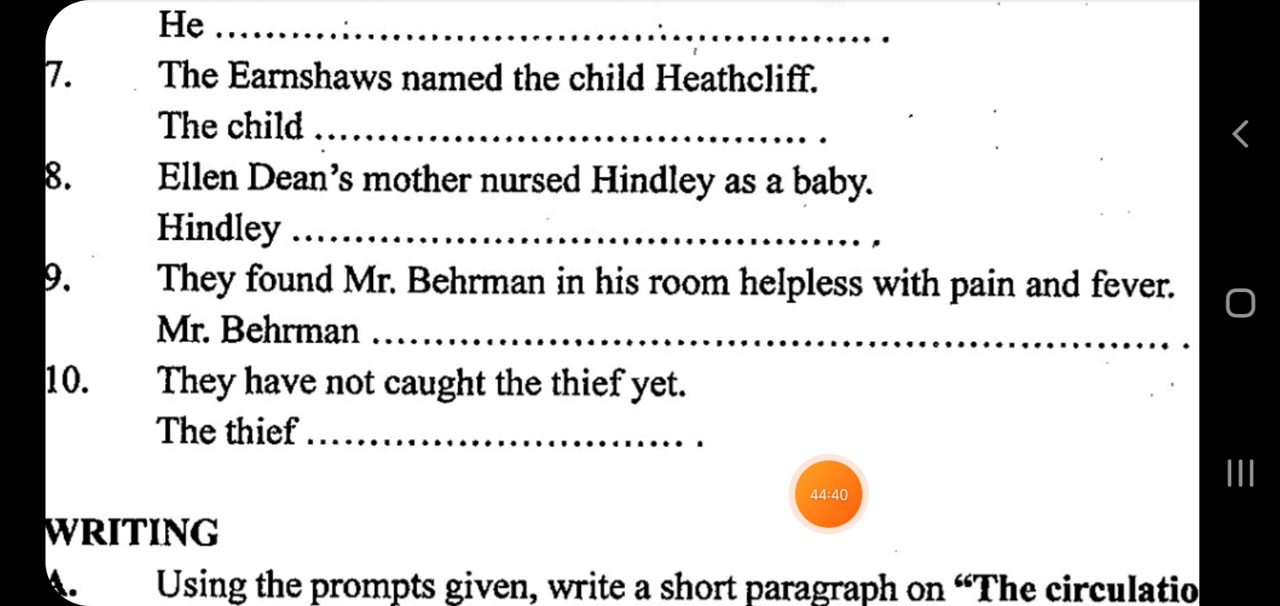 He ................................................... .
7. The Earnshaws named the child Heathcliff.
The child ....................................... .
8. Ellen Dean's mother nursed Hindley as a baby.
Hindley ............................................. .
9. They found Mr. Behrman in his room helpless with pain and fever.
Mr. Behrman ............................................................... .
10. They have not caught the thief yet.
The thief .............................. .
44:40
WRITING
A. Using the prompts given, write a short paragraph on “The circulatio